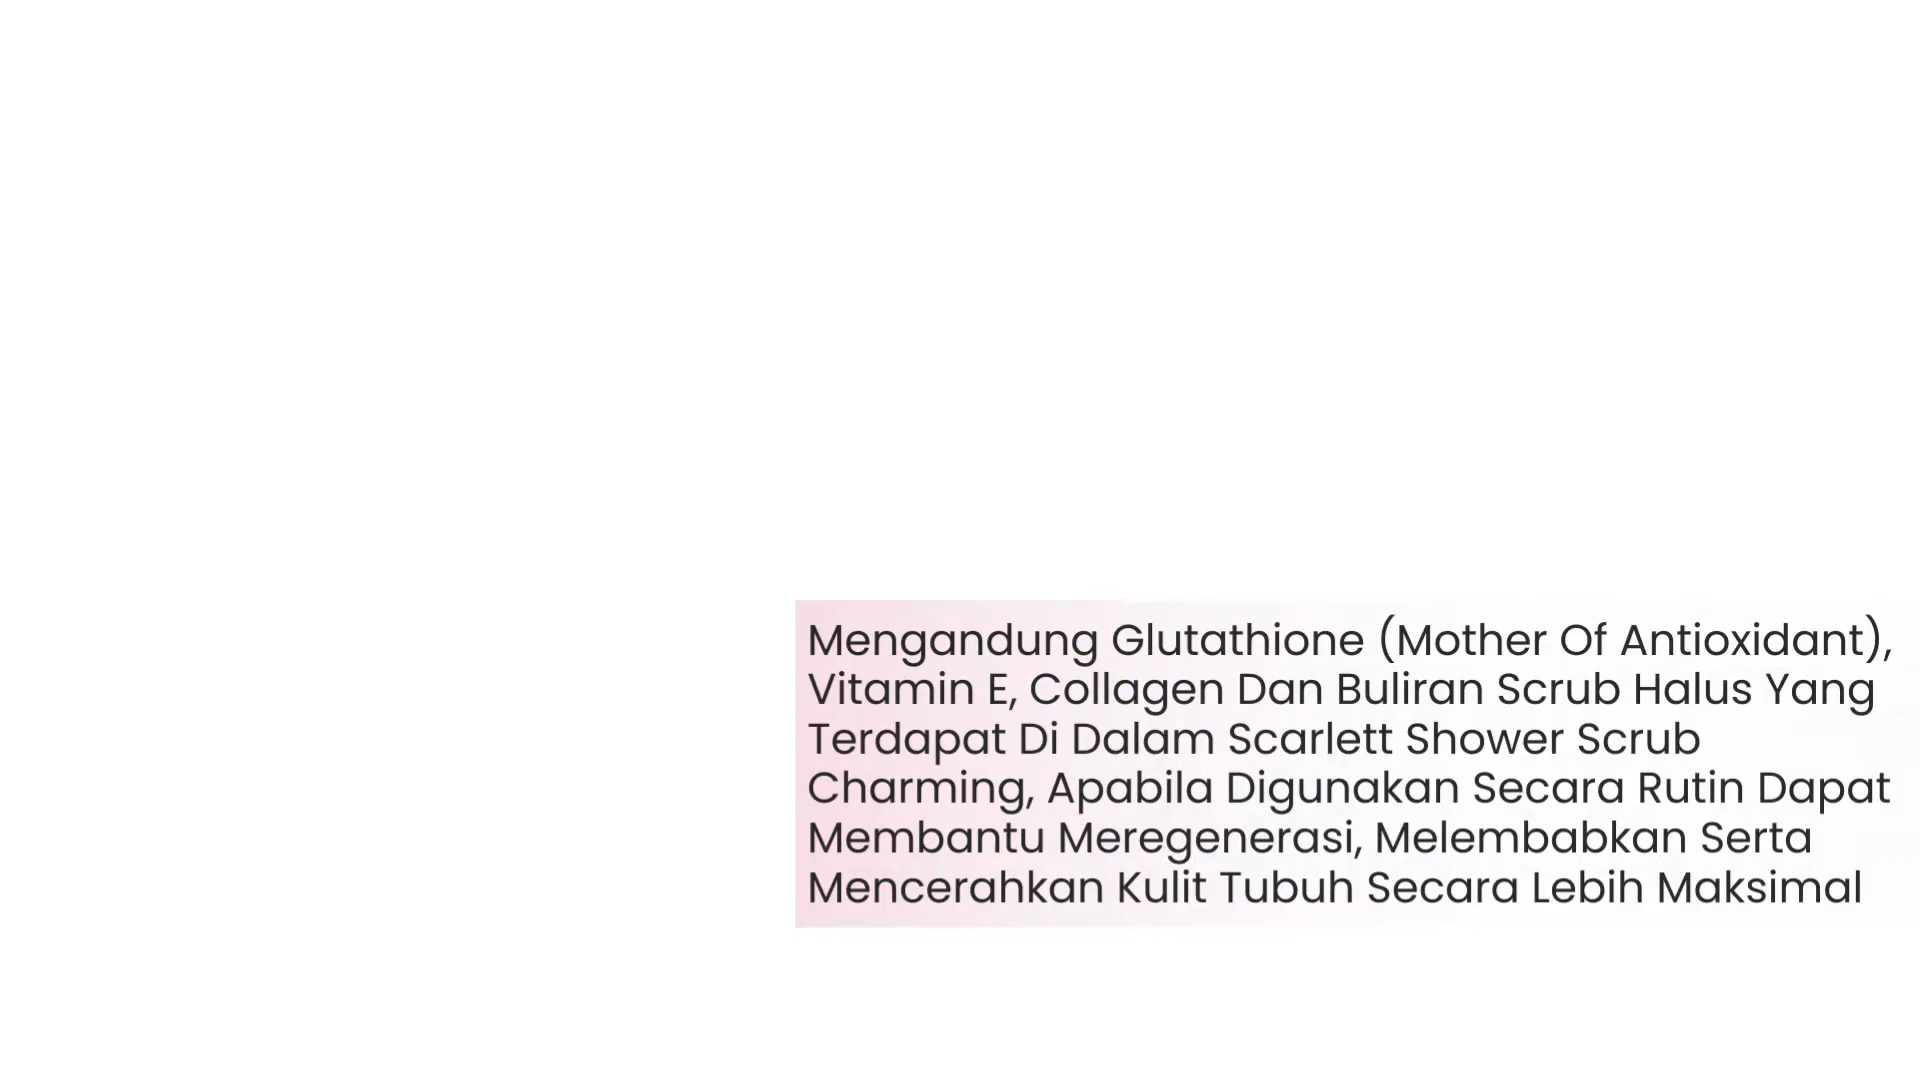 Mengandung Glutathione (Mother Of Antioxidant),
Vitamin E, Collagen Dan Buliran Scrub Halus Yang
Terdapat Di Dalam Scarlett Shower Scrub
Charming, Apabila Digunakan Secara Rutin Dapat
Membantu Meregenerasi, Melembabkan Serta
Mencerahkan Kulit Tubuh Secara Lebih Maksimal